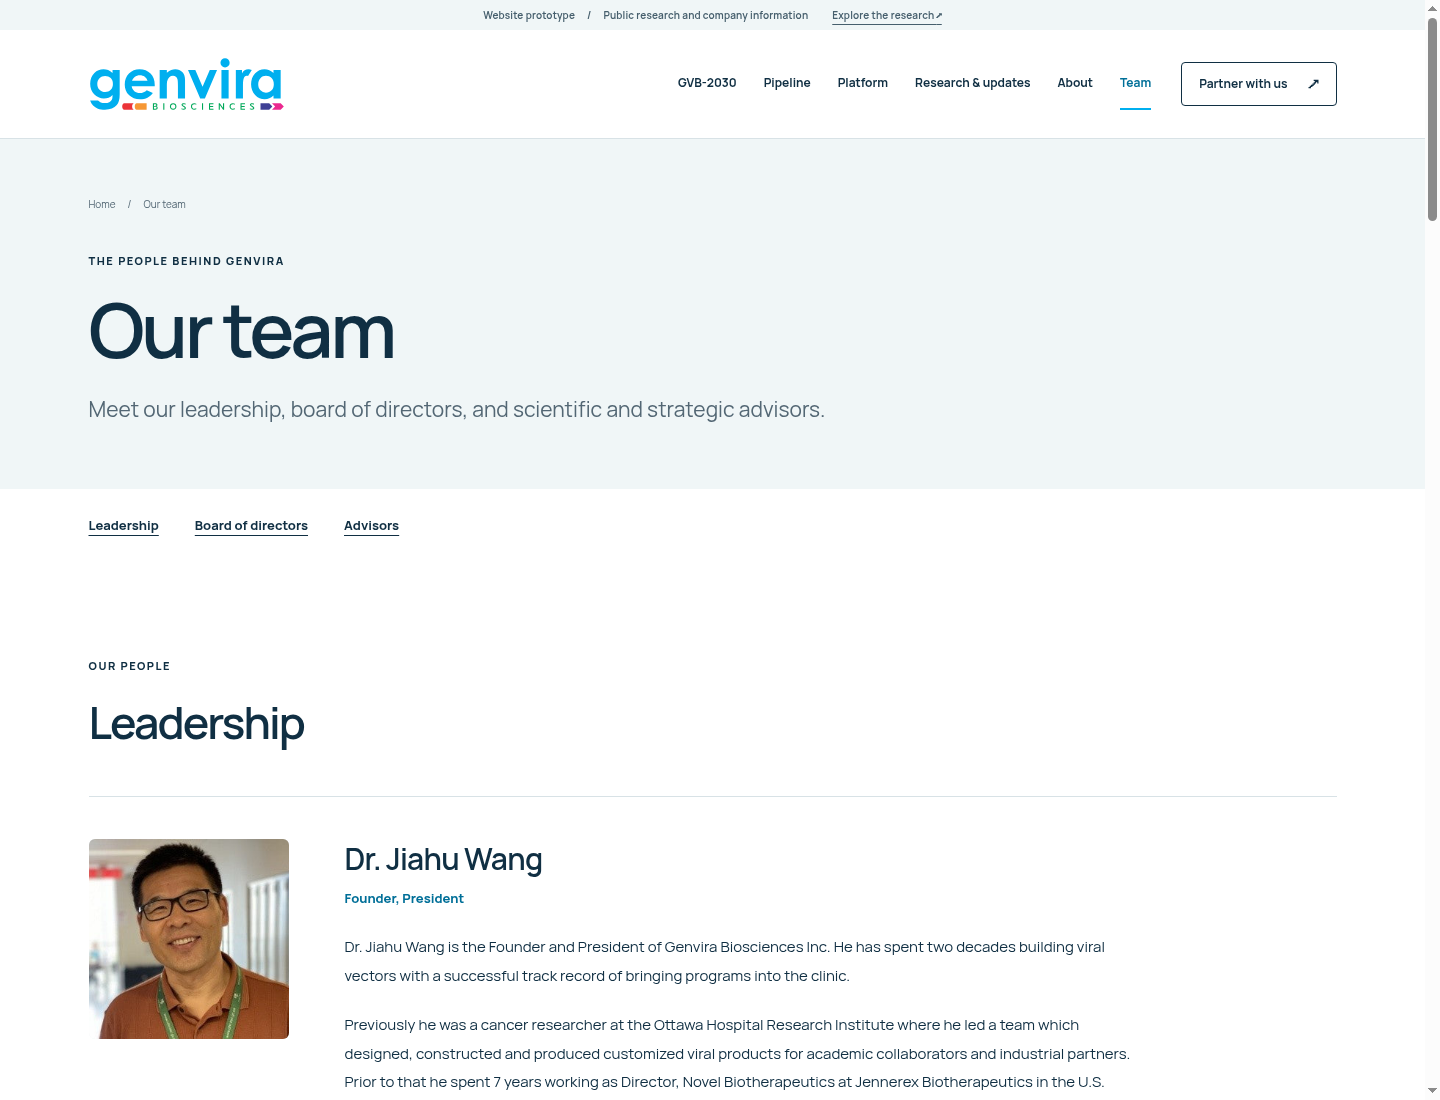 Website prototype / Public research and company information Explore the research↗
genvira
BIOSCIENCES
GVB-2030 Pipeline Platform Research & updates About Team Partner with us ↗
Home / Our team
THE PEOPLE BEHIND GENVIRA
Our team
Meet our leadership, board of directors, and scientific and strategic advisors.
Leadership Board of directors Advisors
OUR PEOPLE
Leadership
Dr. Jiahu Wang
Founder, President
Dr. Jiahu Wang is the Founder and President of Genvira Biosciences Inc. He has spent two decades building viral
vectors with a successful track record of bringing programs into the clinic.
Previously he was a cancer researcher at the Ottawa Hospital Research Institute where he led a team which
designed, constructed and produced customized viral products for academic collaborators and industrial partners.
Prior to that he spent 7 years working as Director, Novel Biotherapeutics at Jennerex Biotherapeutics in the U.S.